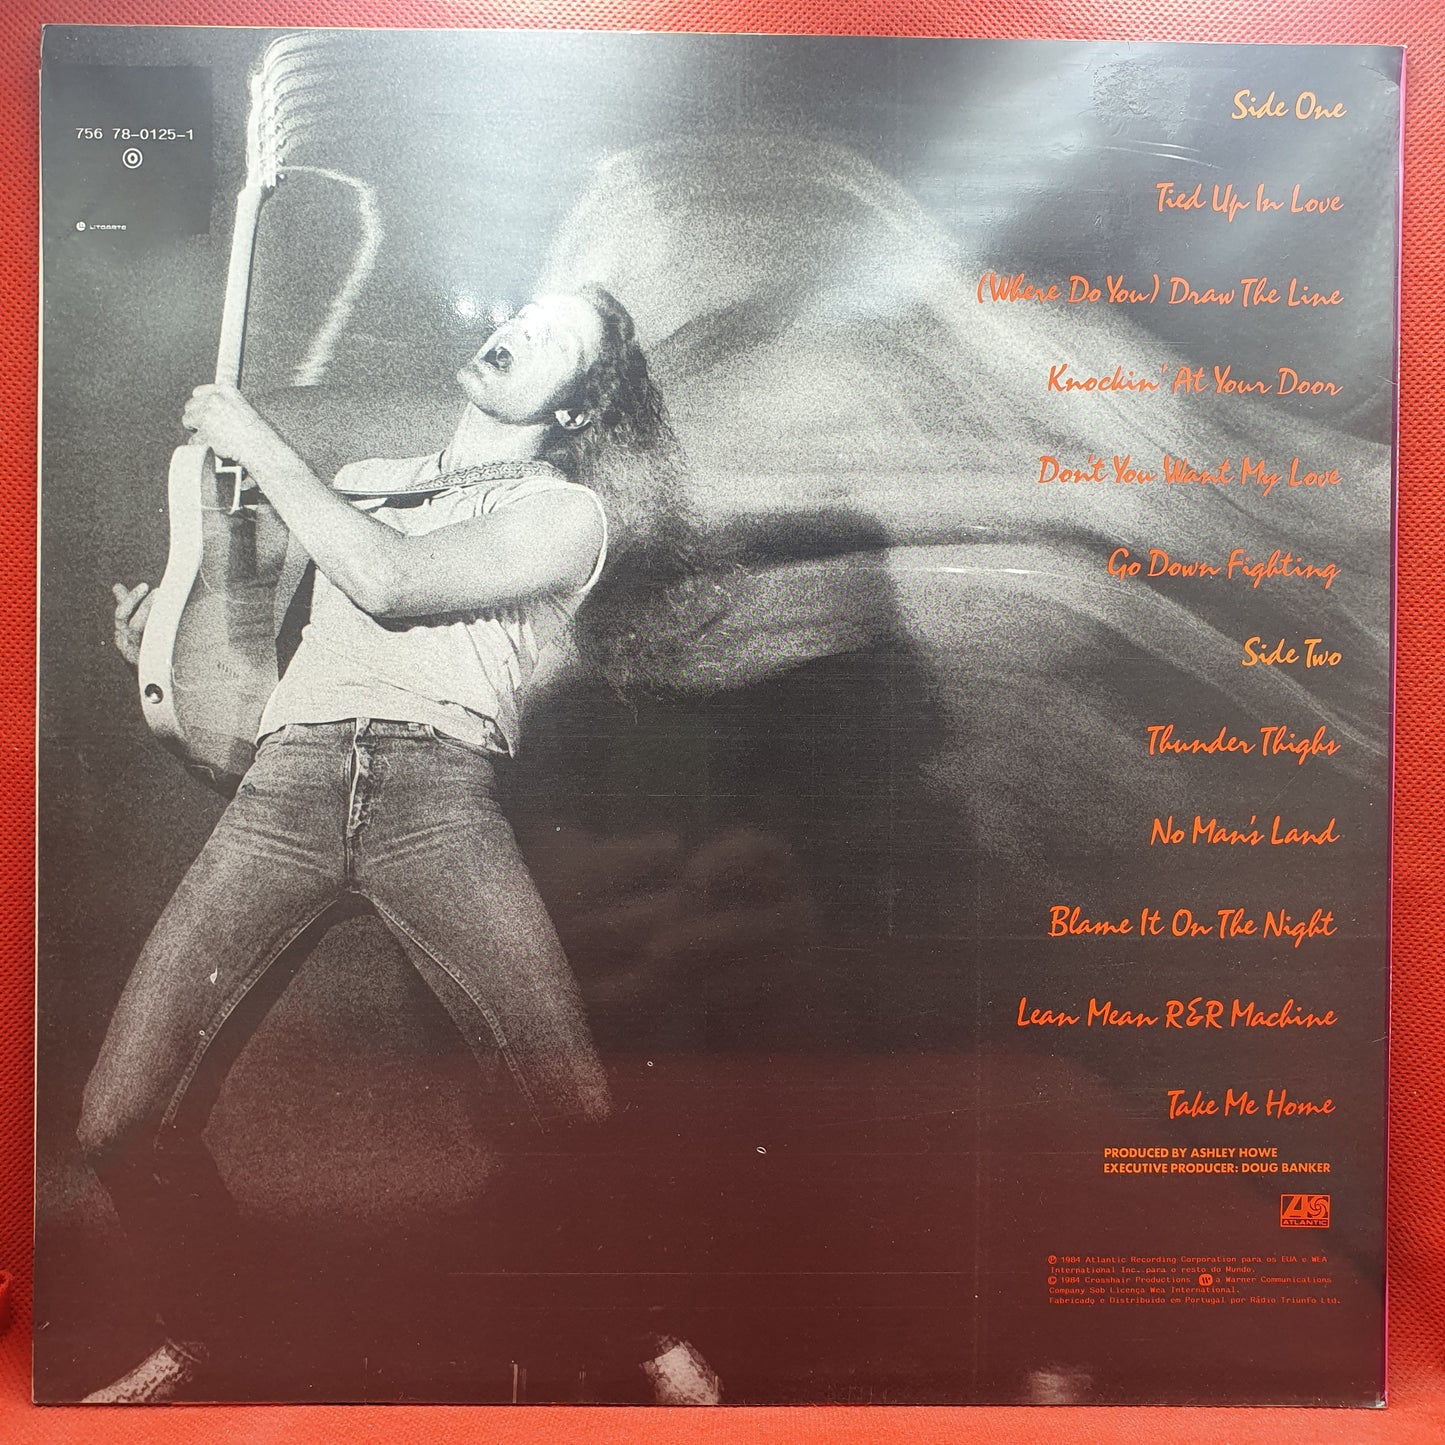 756 78-0125-1
O
LITOARTE
Side One
Tied Up In Love
(Where Do You) Draw The Line
Knockin' At Your Door
Don't You Want My Love
Go Down Fighting
Side Two
Thunder Thighs
No Man's Land
Blame It On The Night
Lean Mean R&R Machine
Take Me Home
PRODUCED BY ASHLEY HOWE
EXECUTIVE PRODUCER: DOUG BANKER
ATLANTIC
℗ 1984 Atlantic Recording Corporation para os EUA e WEA
International Inc. para o resto do Mundo.
© 1984 Crosshair Productions W a Warner Communications
Company Sob Licença Wea International.
Fabricado e Distribuido em Portugal por Rádio Triunfo Ltd.